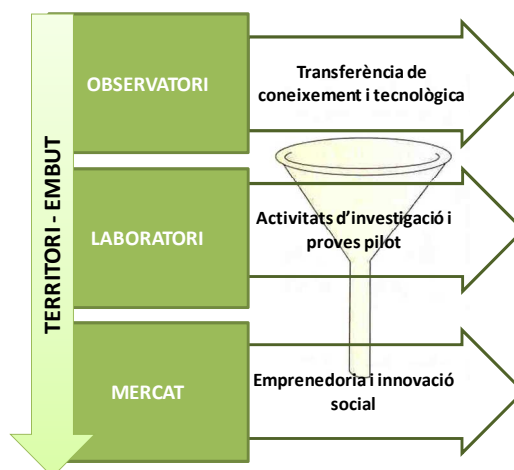 TERRITORI - EMBUT
OBSERVATORI
Transferència de
coneixement i tecnològica
LABORATORI
Activitats d’investigació i
proves pilot
MERCAT
Emprenedoria i innovació
social